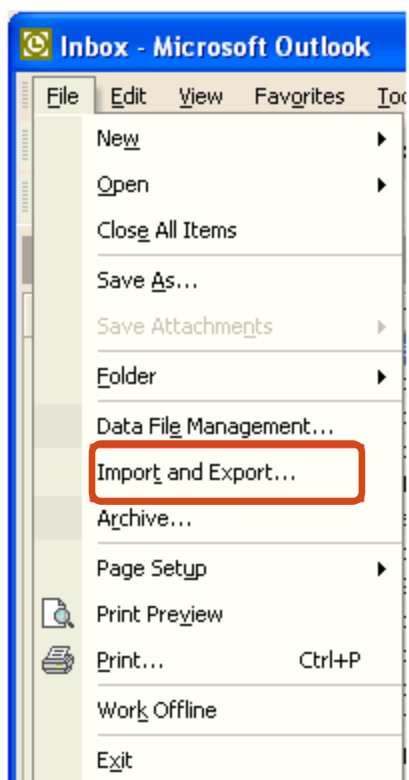 Inbox - Microsoft Outlook
File Edit View Favorites
New
Open
Close All Items
Save As...
Save Attachments
Folder
Data File Management...
Import and Export...
Archive...
Page Setup
Print Preview
Print... Ctrl+P
Work Offline
Exit